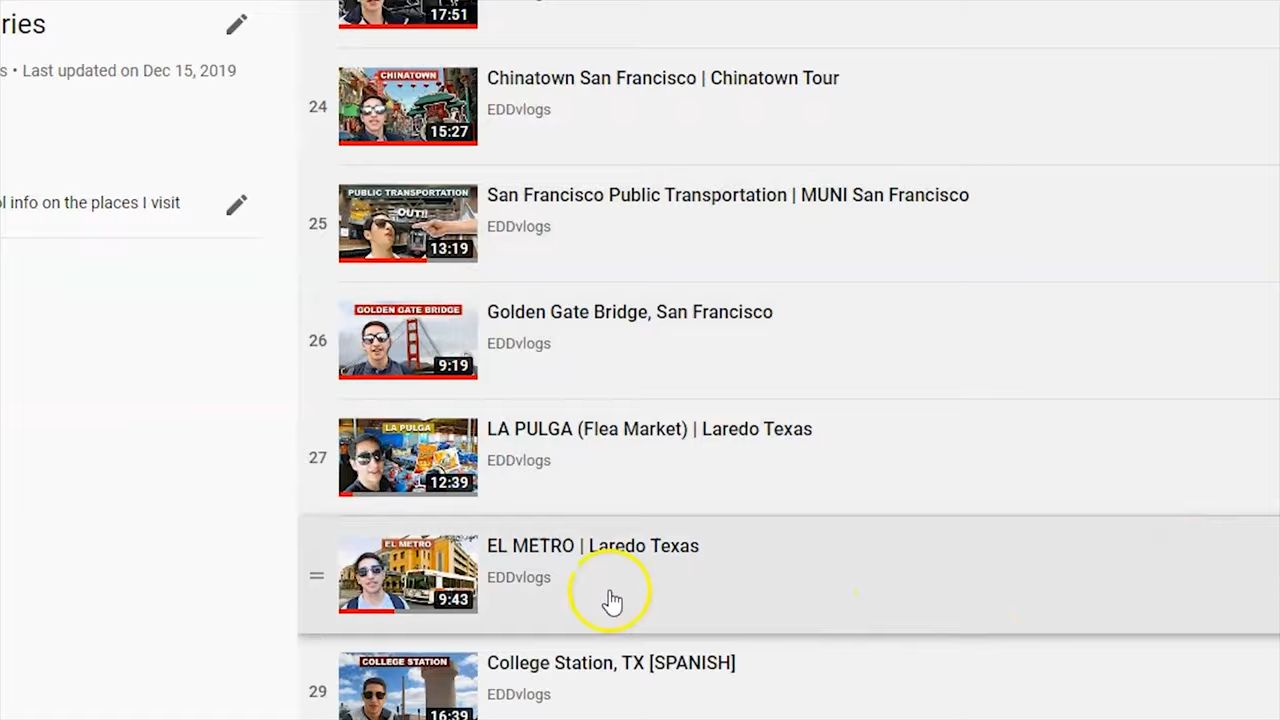 ries
s • Last updated on Dec 15, 2019
ol info on the places I visit
17:51
24
CHINATOWN
15:27
Chinatown San Francisco | Chinatown Tour
EDDvlogs
25
PUBLIC TRANSPORTATION
OUT!!
13:19
San Francisco Public Transportation | MUNI San Francisco
EDDvlogs
26
GOLDEN GATE BRIDGE
9:19
Golden Gate Bridge, San Francisco
EDDvlogs
27
LA PULGA
12:39
LA PULGA (Flea Market) | Laredo Texas
EDDvlogs
EL METRO
9:43
EL METRO | Laredo Texas
EDDvlogs
29
COLLEGE STATION
16:39
College Station, TX [SPANISH]
EDDvlogs